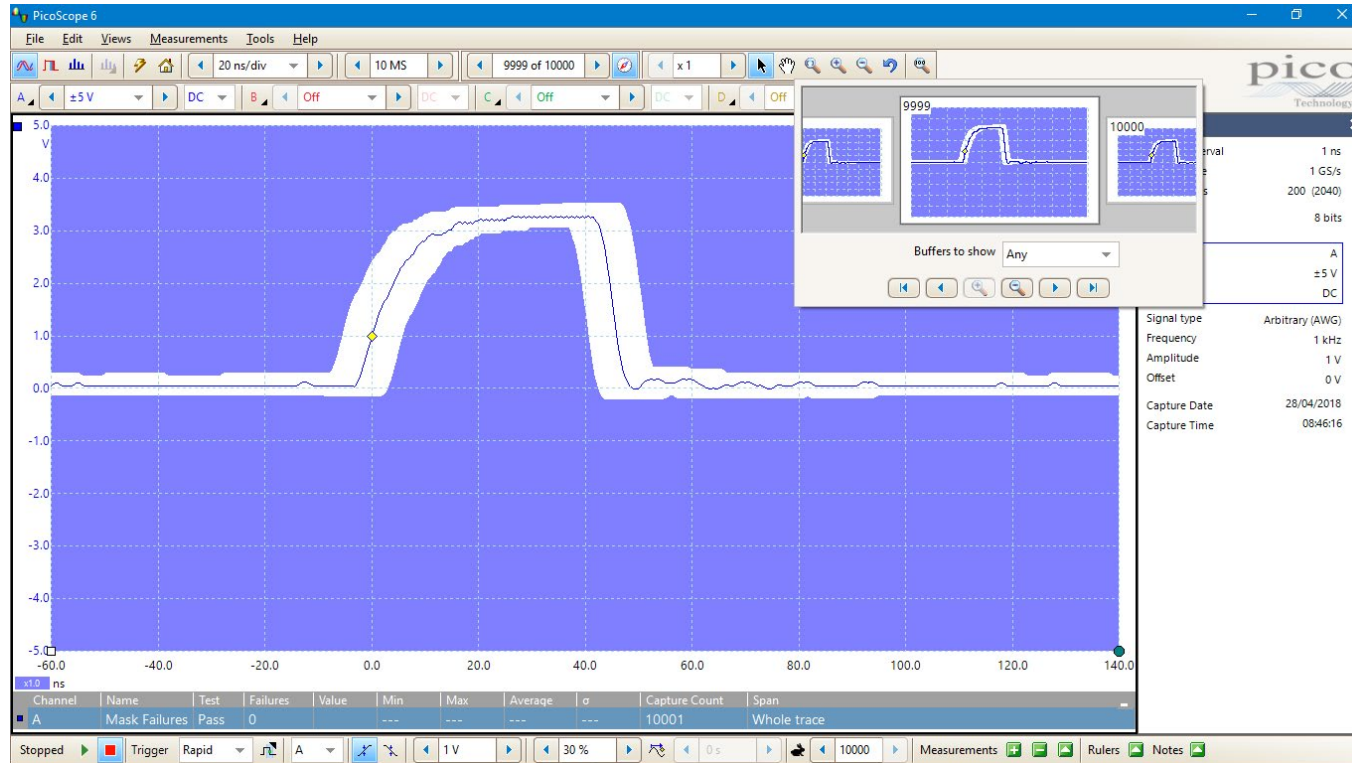 PicoScope 6
File Edit Views Measurements Tools Help
20 ns/div 10 MS 9999 of 10000 x 1
pico
Technology
A ±5 V DC B Off DC C Off DC D Off
9999
10000
Buffers to show Any
5.0
V
4.0
3.0
2.0
1.0
0.0
-1.0
-2.0
-3.0
-4.0
-5.0
-60.0 -40.0 -20.0 0.0 20.0 40.0 60.0 80.0 100.0 120.0 140.0
x1.0 ns
1 ns
1 GS/s
200 (2040)
8 bits
A
±5 V
DC
Signal type Arbitrary (AWG)
Frequency 1 kHz
Amplitude 1 V
Offset 0 V
Capture Date 28/04/2018
Capture Time 08:46:16
Channel Name Test Failures Value Min Max Average σ Capture Count Span
A Mask Failures Pass 0 --- --- --- --- 10001 Whole trace
Stopped Trigger Rapid A 1 V 30 % 0 s 10000 Measurements Rulers Notes